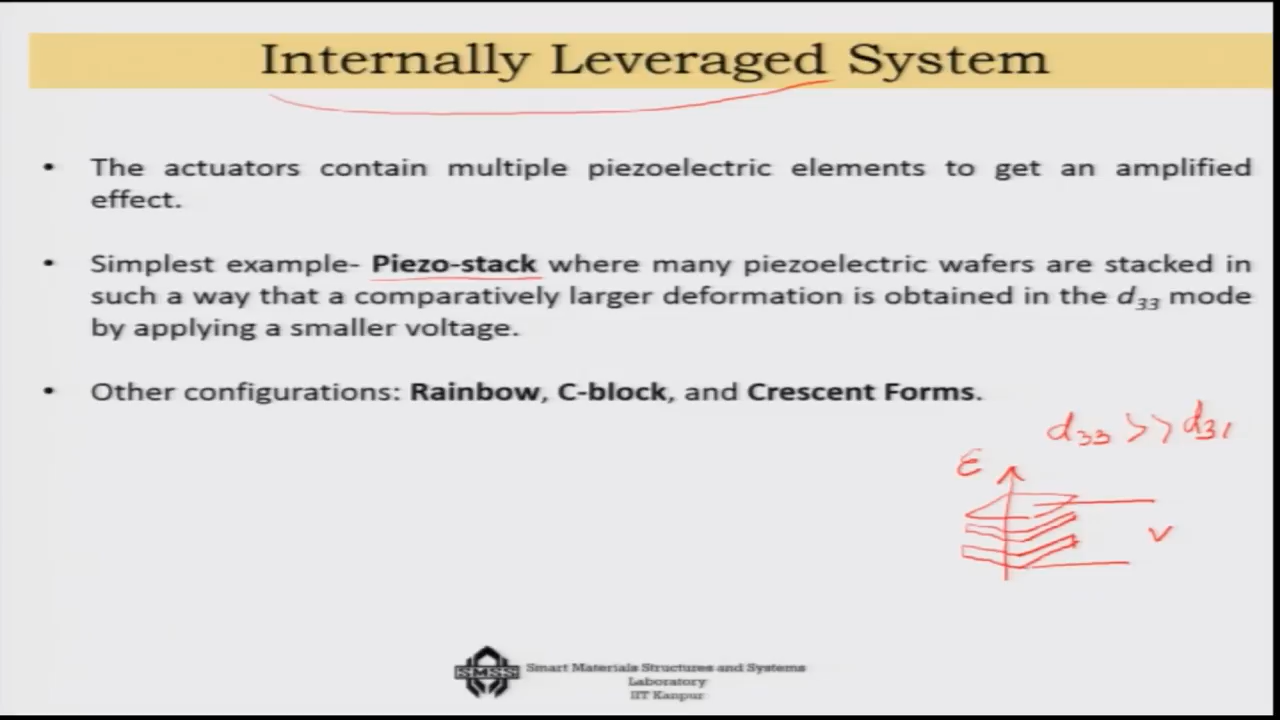 Internally Leveraged System
• The actuators contain multiple piezoelectric elements to get an amplified
effect.
• Simplest example- Piezo-stack where many piezoelectric wafers are stacked in
such a way that a comparatively larger deformation is obtained in the d33 mode
by applying a smaller voltage.
• Other configurations: Rainbow, C-block, and Crescent Forms.
d33 >> d31
ε
V
SMSS
Smart Materials Structures and Systems
Laboratory
IIT Kanpur